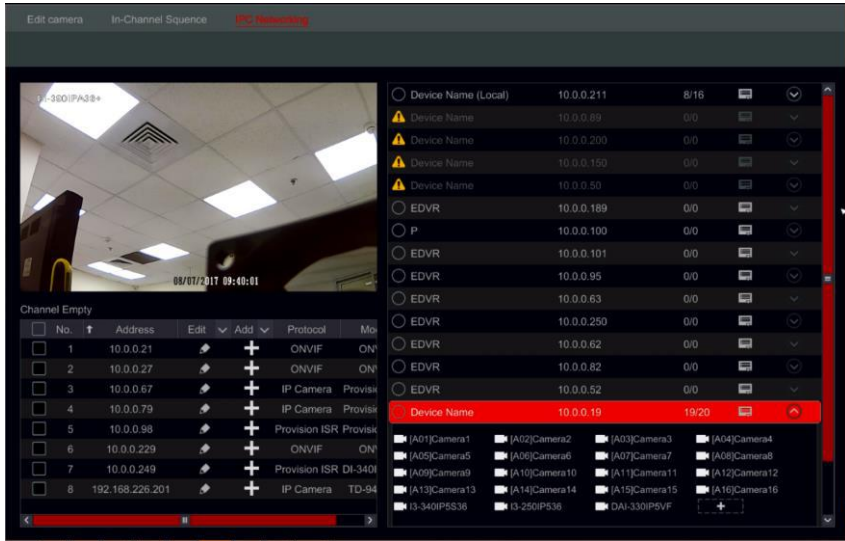 Edit camera In-Channel Squence IPC Networking
08/07/2017 09:40:01
Channel Empty
No. Address Edit Add Protocol
1 10.0.0.21 ONVIF
2 10.0.0.27 ONVIF
3 10.0.0.67 IP Camera
4 10.0.0.79 IP Camera
5 10.0.0.98 Provision ISR
6 10.0.0.229 ONVIF
7 10.0.0.249 Provision ISR DI-340I
8 192.168.226.201 IP Camera TD-94
Device Name (Local) 10.0.0.211 8/16
Device Name 10.0.0.89 0/0
Device Name 10.0.0.200 0/0
Device Name 10.0.0.150 0/0
Device Name 10.0.0.50 0/0
EDVR 10.0.0.189 0/0
P 10.0.0.100 0/0
EDVR 10.0.0.101 0/0
EDVR 10.0.0.95 0/0
EDVR 10.0.0.63 0/0
EDVR 10.0.0.250 0/0
EDVR 10.0.0.62 0/0
EDVR 10.0.0.82 0/0
EDVR 10.0.0.52 0/0
Device Name 10.0.0.19 19/20
[A01]Camera1 [A02]Camera2 [A03]Camera3 [A04]Camera4
[A05]Camera5 [A06]Camera6 [A07]Camera7 [A08]Camera8
[A09]Camera9 [A10]Camera10 [A11]Camera11 [A12]Camera12
[A13]Camera13 [A14]Camera14 [A15]Camera15 [A16]Camera16
I3-340IP5S36 I3-250IP536 DAI-330IP5VF